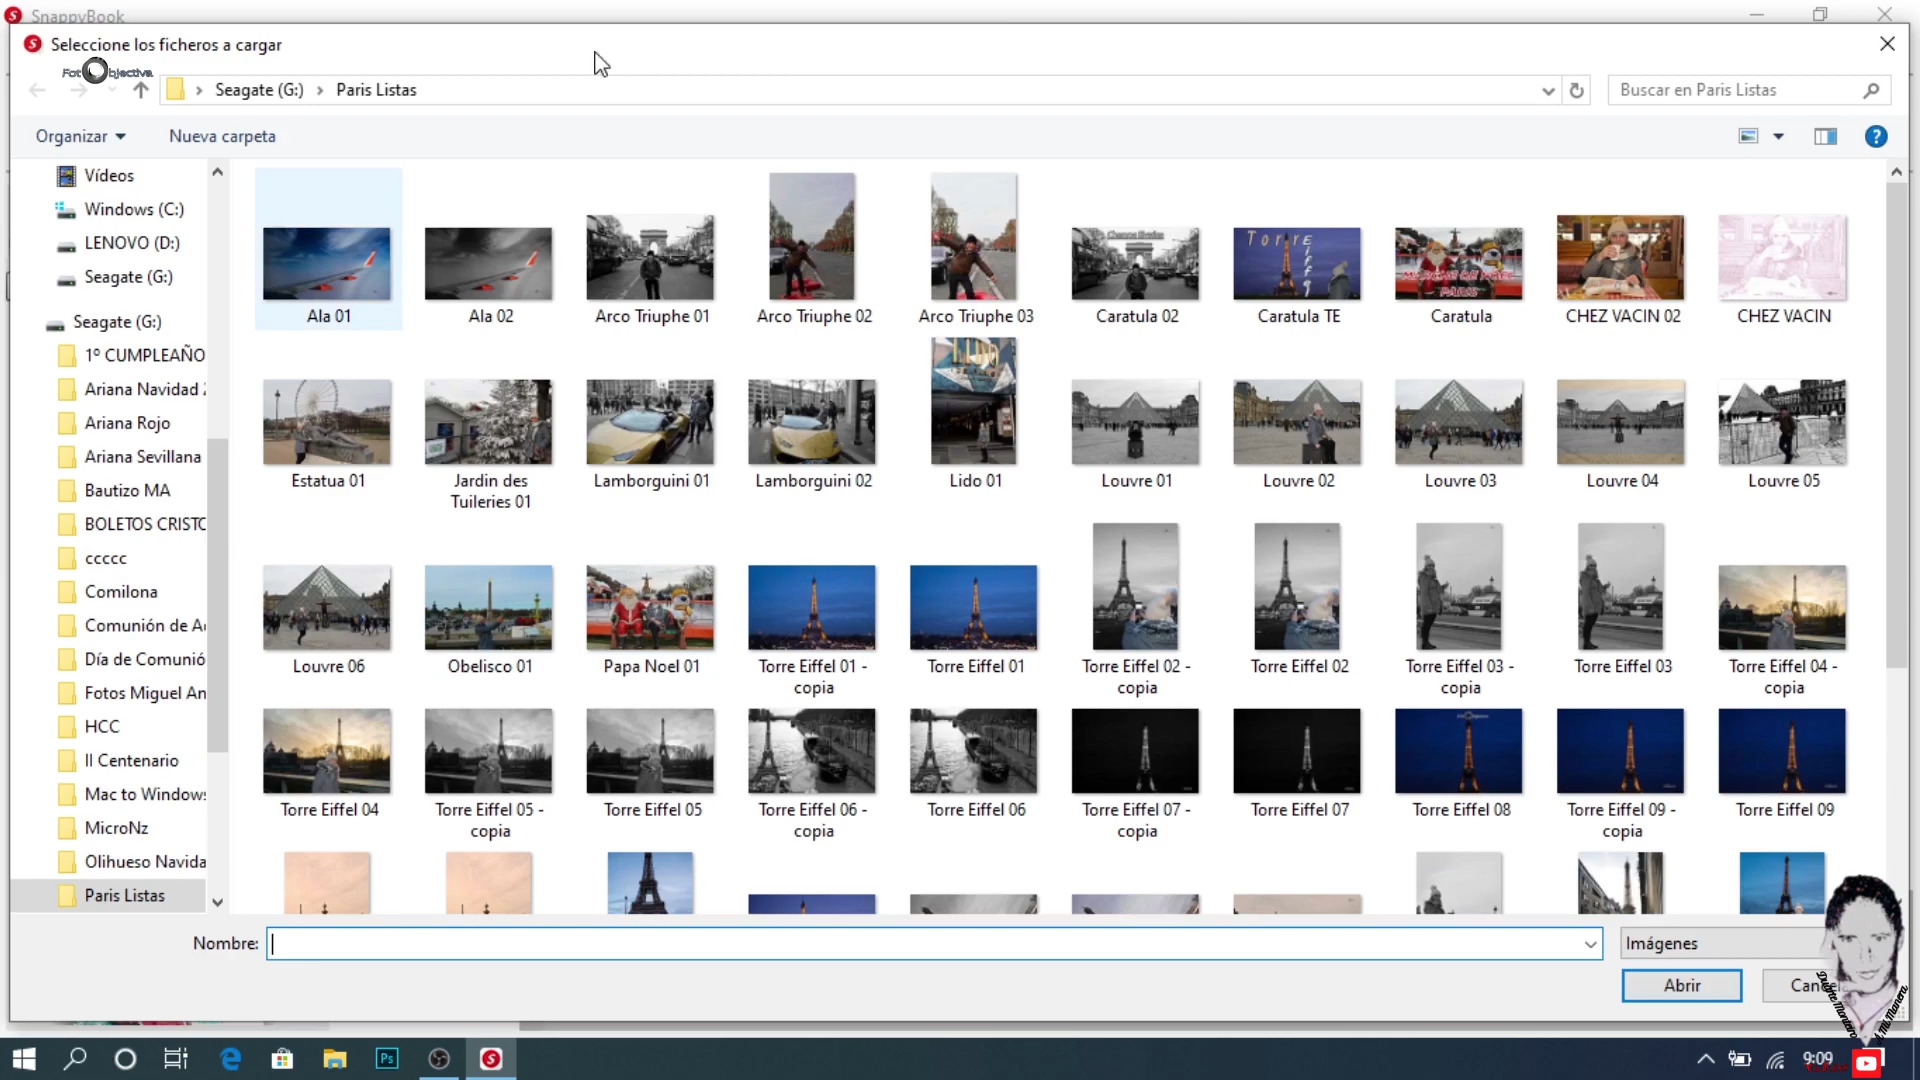 SnappyBook
Seleccione los ficheros a cargar
Seagate (G:) > Paris Listas
Buscar en Paris Listas
Organizar
Nueva carpeta
Vídeos
Windows (C:)
LENOVO (D:)
Seagate (G:)
Seagate (G:)
1º CUMPLEAÑO
Ariana Navidad
Ariana Rojo
Ariana Sevillana
Bautizo MA
BOLETOS CRISTO
ccccc
Comilona
Comunión de A
Día de Comunió
Fotos Miguel An
HCC
II Centenario
Mac to Windows
MicroNz
Olihueso Navida
Paris Listas
Ala 01
Ala 02
Arco Triuphe 01
Arco Triuphe 02
Arco Triuphe 03
Caratula 02
Caratula TE
Caratula
CHEZ VACIN 02
CHEZ VACIN
Estatua 01
Jardin des
Tuileries 01
Lamborguini 01
Lamborguini 02
Lido 01
Louvre 01
Louvre 02
Louvre 03
Louvre 04
Louvre 05
Louvre 06
Obelisco 01
Papa Noel 01
Torre Eiffel 01 -
copia
Torre Eiffel 01
Torre Eiffel 02 -
copia
Torre Eiffel 02
Torre Eiffel 03 -
copia
Torre Eiffel 03
Torre Eiffel 04 -
copia
Torre Eiffel 04
Torre Eiffel 05 -
copia
Torre Eiffel 05
Torre Eiffel 06 -
copia
Torre Eiffel 06
Torre Eiffel 07 -
copia
Torre Eiffel 07
Torre Eiffel 08
Torre Eiffel 09 -
copia
Torre Eiffel 09
Nombre:
Imágenes
Abrir
Cancel
Ps
9:09